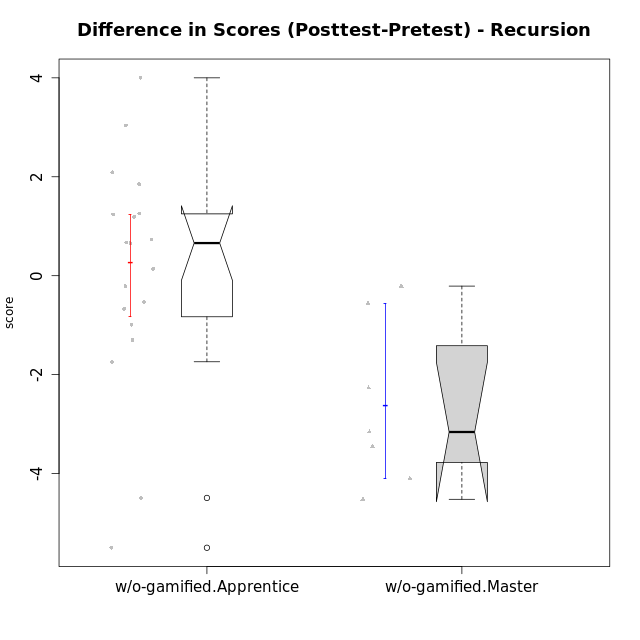 Difference in Scores (Posttest-Pretest) - Recursion
score
4
2
0
-2
-4
w/o-gamified.Apprentice
w/o-gamified.Master